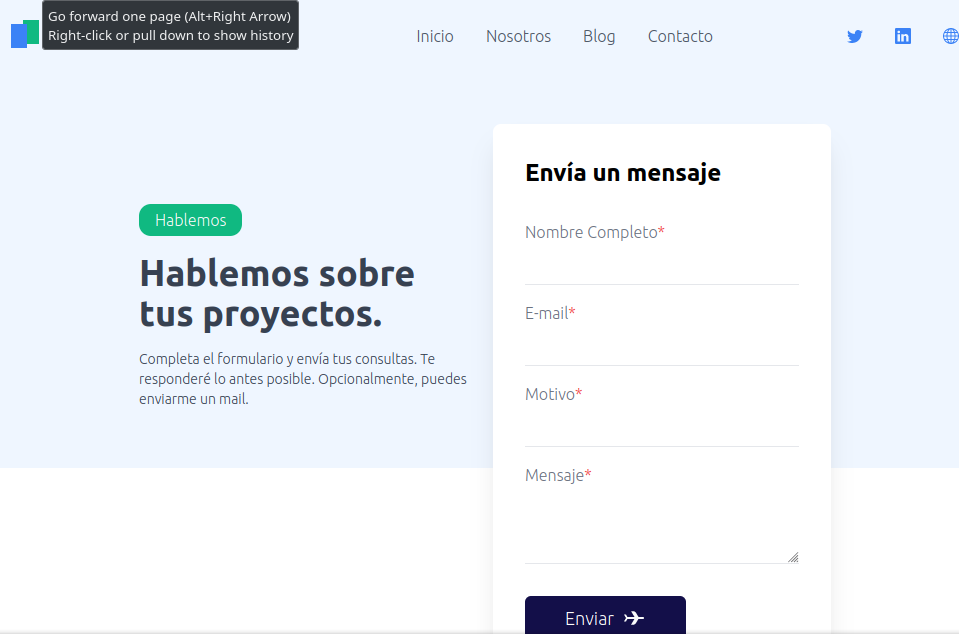 Go forward one page (Alt+Right Arrow)
Right-click or pull down to show history
Inicio Nosotros Blog Contacto
Hablemos
Hablemos sobre
tus proyectos.
Completa el formulario y envía tus consultas. Te
responderé lo antes posible. Opcionalmente, puedes
enviarme un mail.
Envía un mensaje
Nombre Completo*
E-mail*
Motivo*
Mensaje*
Enviar